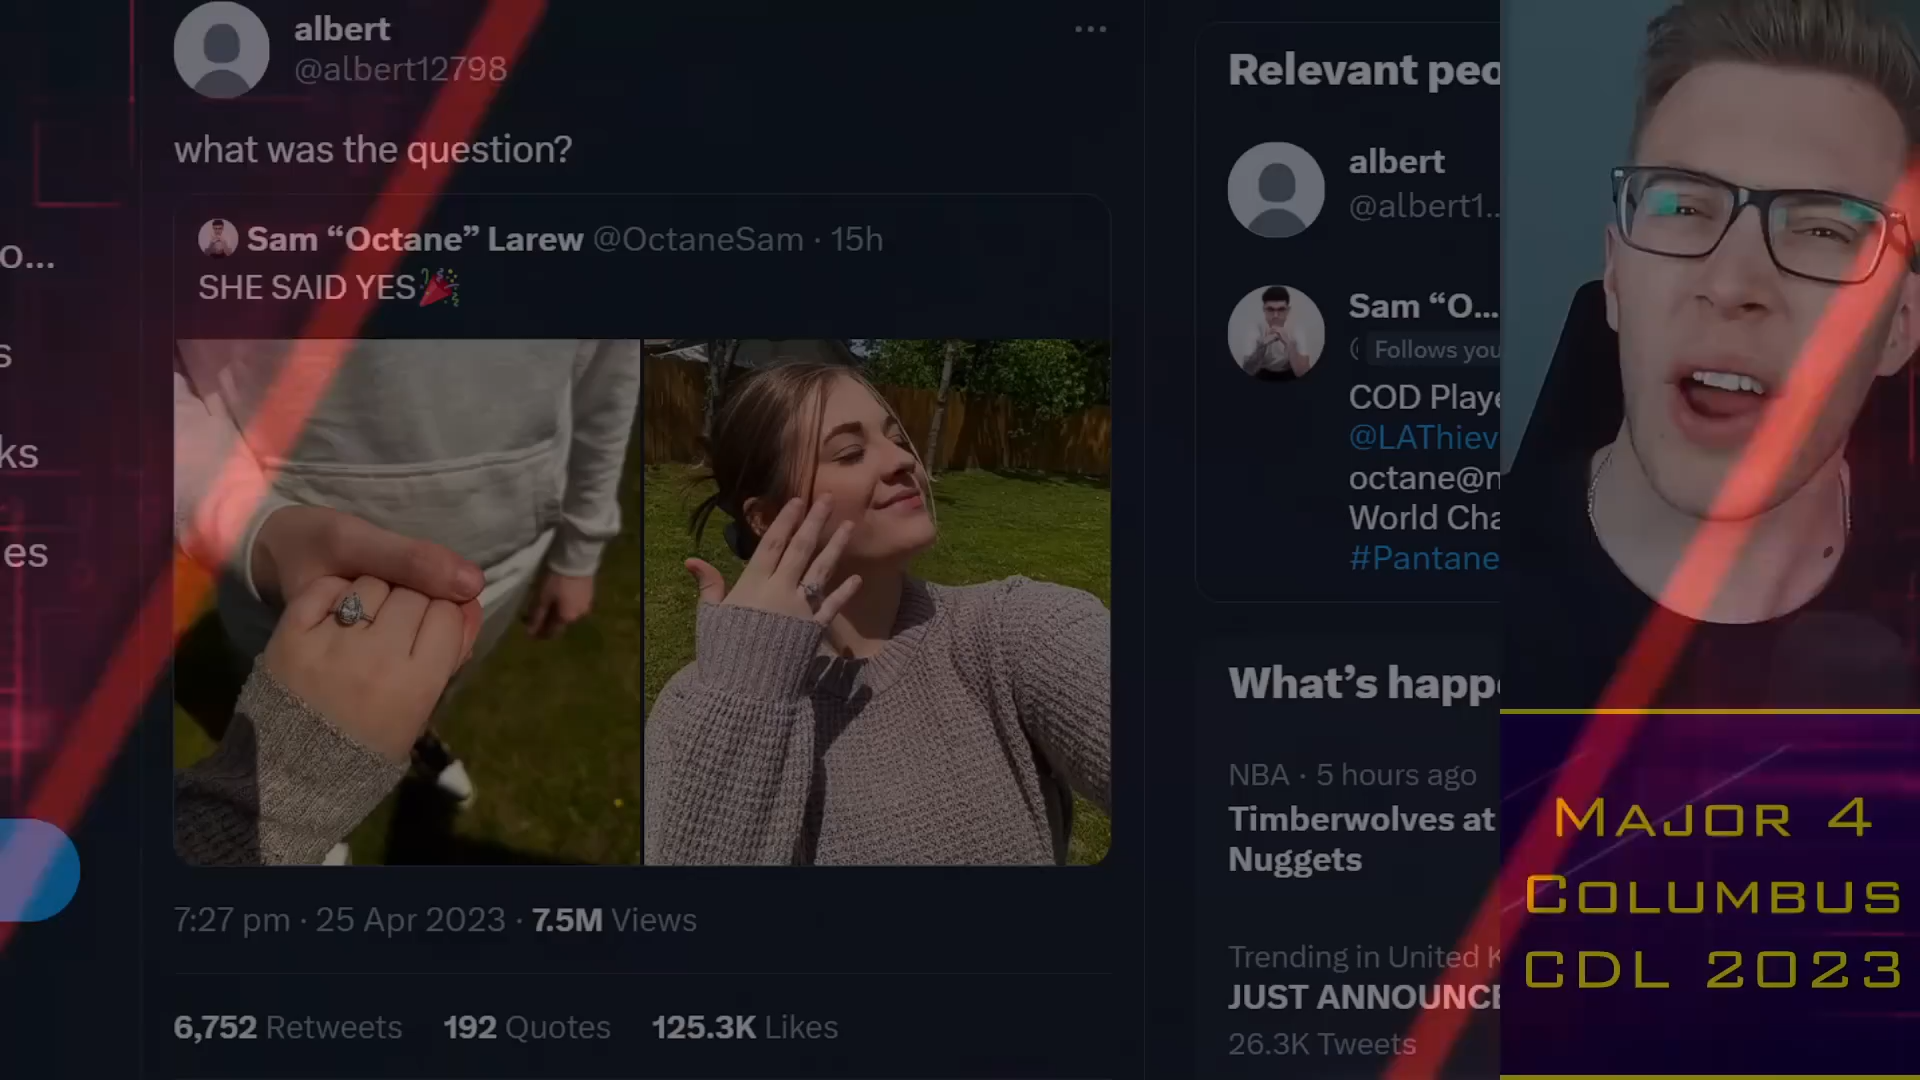 albert
@albert12798
what was the question?
Sam “Octane” Larew @OctaneSam · 15h
SHE SAID YES🎉
7:27 pm · 25 Apr 2023 · 7.5M Views
6,752 Retweets 192 Quotes 125.3K Likes
o...
s
ks
es
Relevant peo
albert
@albert1...
Sam “O...
Follows you
COD Playe
@LAThiev
octane@n
World Cha
#Pantane
What’s happe
NBA · 5 hours ago
Timberwolves at
Nuggets
Trending in United K
JUST ANNOUNCE
26.3K Tweets
MAJOR 4
COLUMBUS
CDL 2023